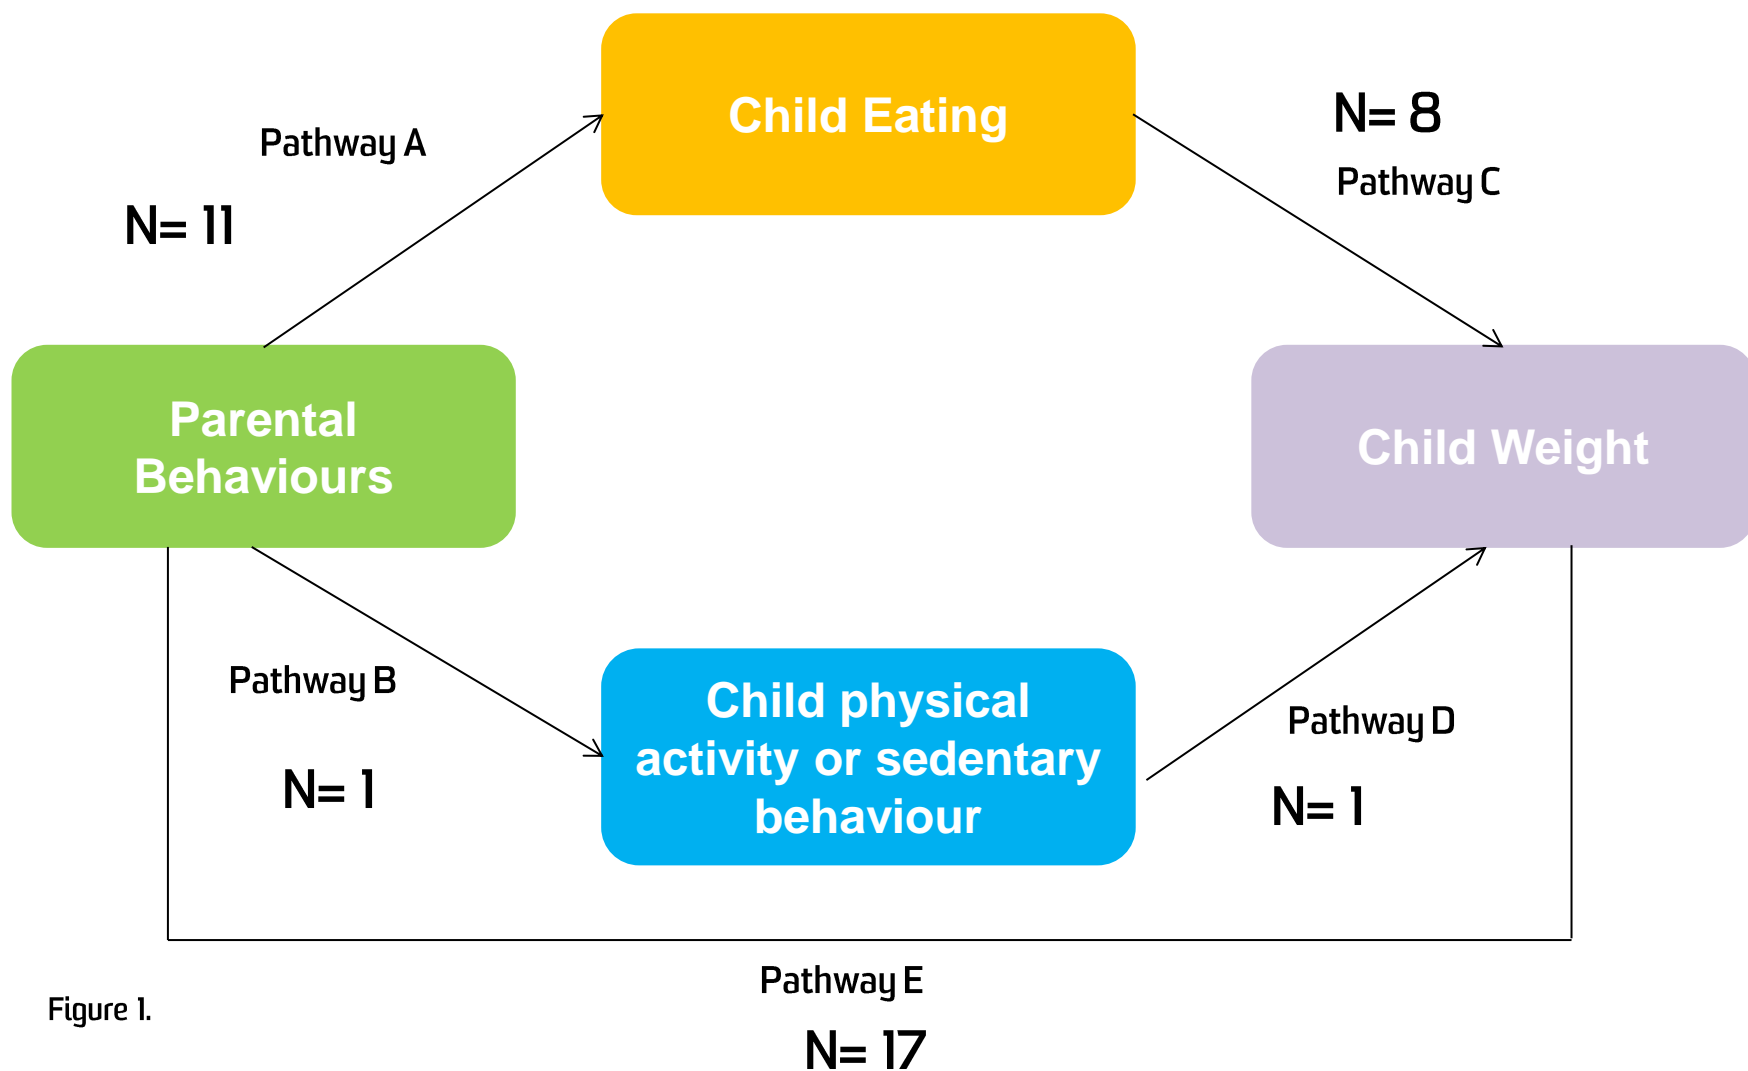 Child Eating
N= 8
Pathway A
Pathway C
N= 11
Parental
Behaviours
Child Weight
Pathway B
N= 1
Child physical
activity or sedentary
behaviour
Pathway D
N= 1
Pathway E
Figure 1.
N= 17